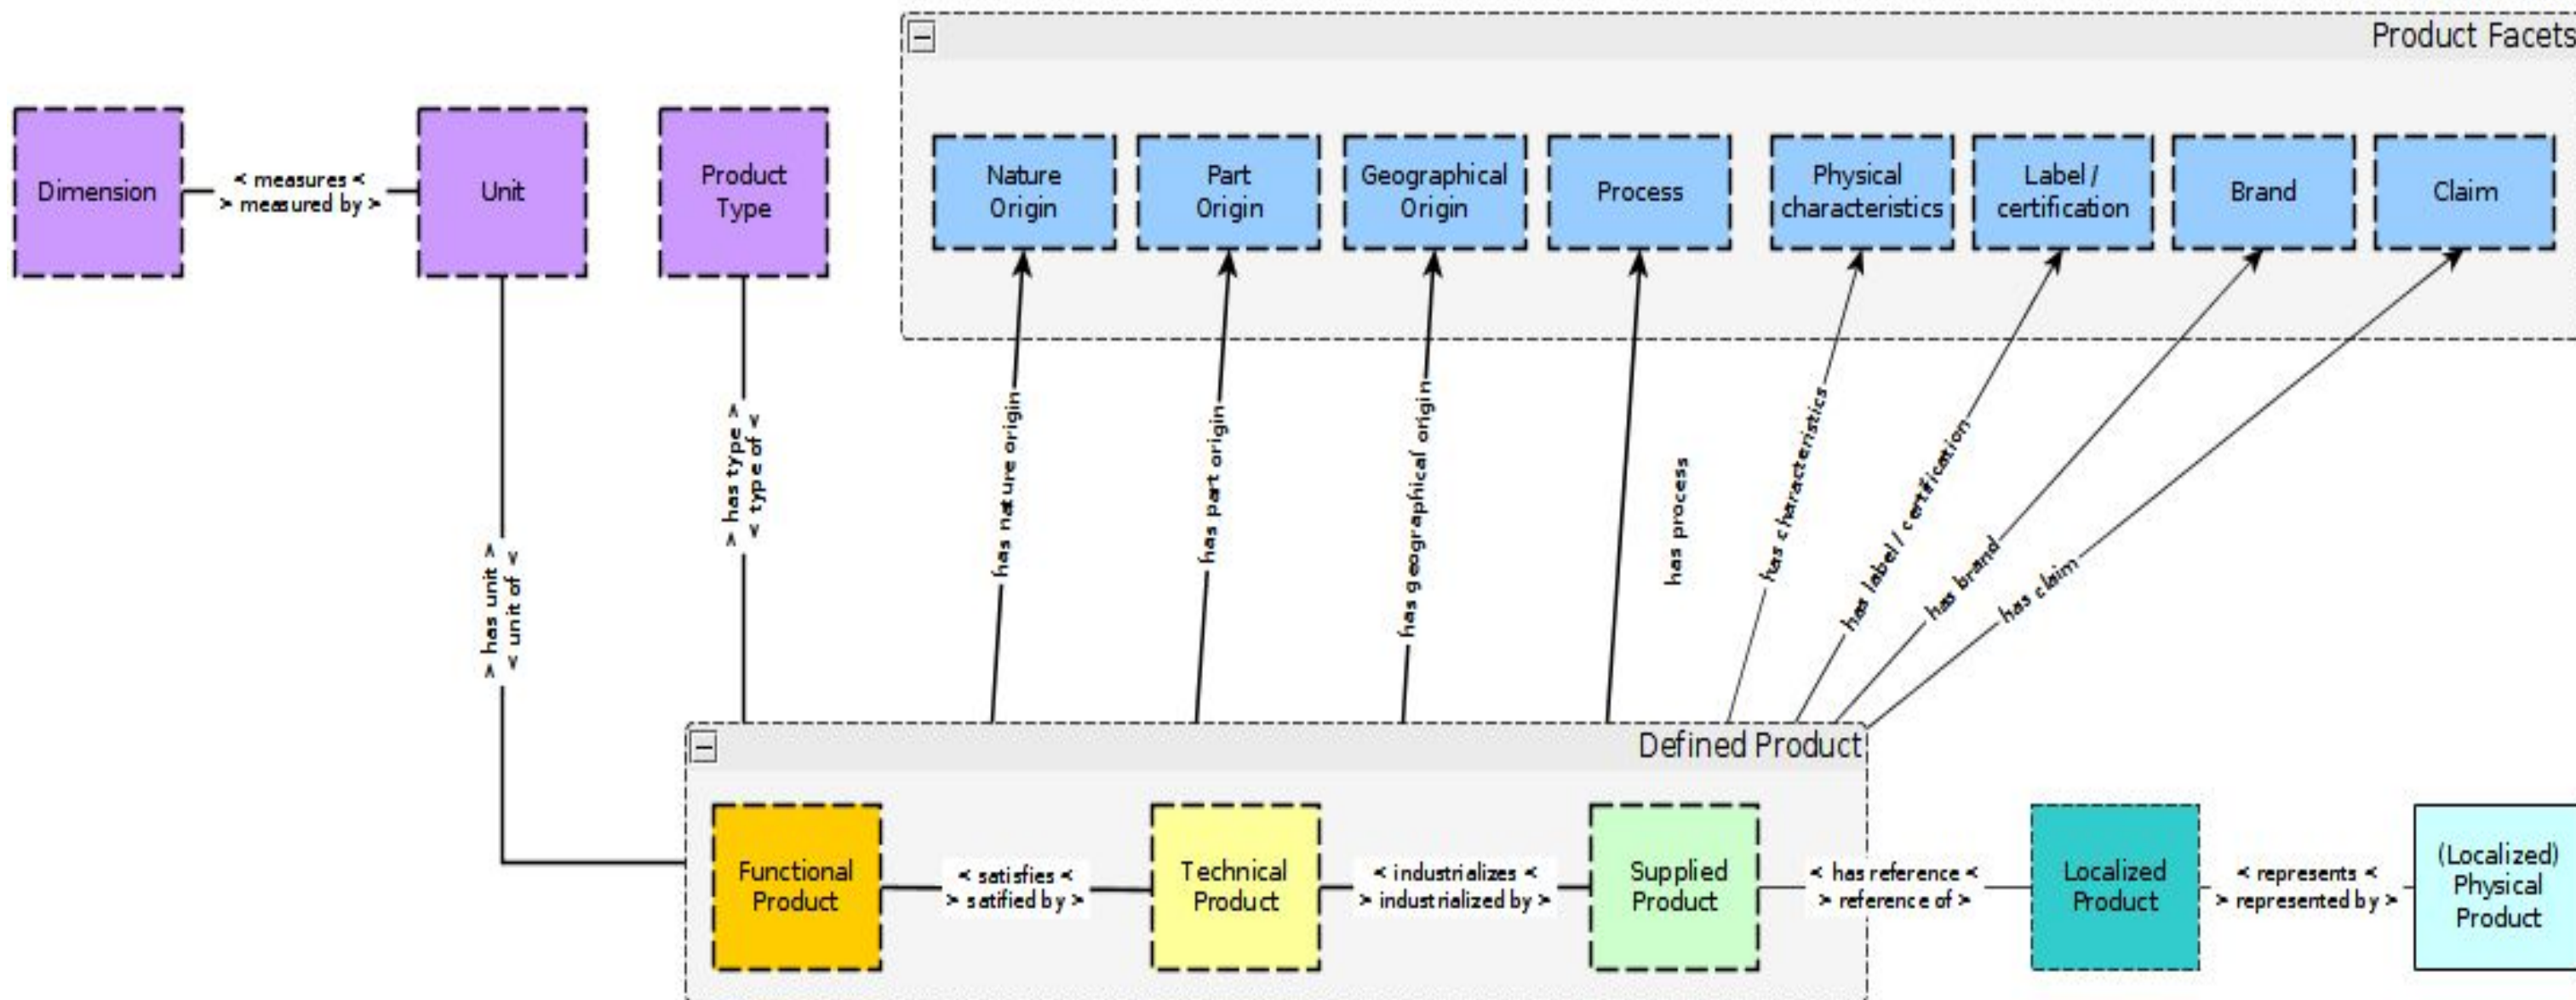 Product Facets
Dimension
< measures <
> measured by >
Unit
Product
Type
Nature
Origin
Part
Origin
Geographical
Origin
Process
Physical
characteristics
Label /
certification
Brand
Claim
> has unit >
< unit of <
> has type >
< type of <
has nature origin
has part origin
has geographical origin
has process
has characteristics
has label / certification
has brand
has claim
Defined Product
Functional
Product
< satisfies <
> satified by >
Technical
Product
< industrializes <
> industrialized by >
Supplied
Product
< has reference <
> reference of >
Localized
Product
< represents <
> represented by >
(Localized)
Physical
Product